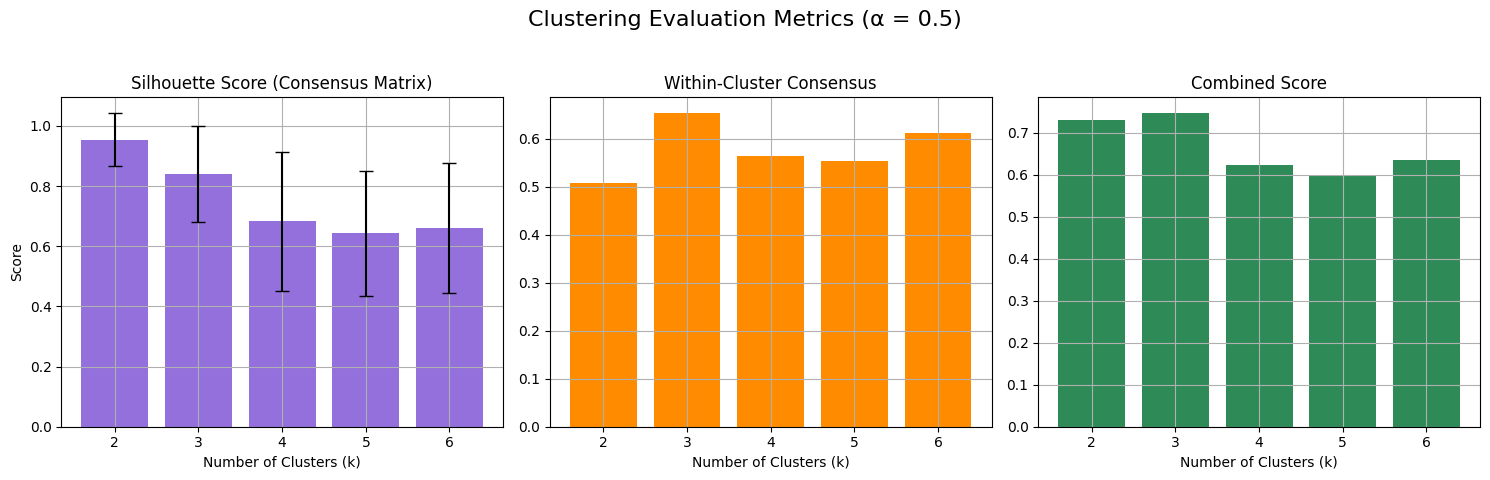 Clustering Evaluation Metrics (α = 0.5)
Silhouette Score (Consensus Matrix)
Score
1.0
0.8
0.6
0.4
0.2
0.0
2 3 4 5 6
Number of Clusters (k)
Within-Cluster Consensus
0.6
0.5
0.4
0.3
0.2
0.1
0.0
2 3 4 5 6
Number of Clusters (k)
Combined Score
0.7
0.6
0.5
0.4
0.3
0.2
0.1
0.0
2 3 4 5 6
Number of Clusters (k)